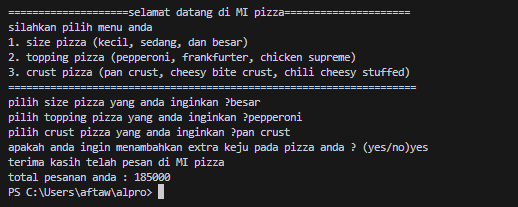 ====================selamat datang di MI pizza=====================
silahkan pilih menu anda
1. size pizza (kecil, sedang, dan besar)
2. topping pizza (pepperoni, frankfurter, chicken supreme)
3. crust pizza (pan crust, cheesy bite crust, chili cheesy stuffed)
====================================================================
pilih size pizza yang anda inginkan ?besar
pilih topping pizza yang anda inginkan ?pepperoni
pilih crust pizza yang anda inginkan ?pan crust
apakah anda ingin menambahkan extra keju pada pizza anda ? (yes/no)yes
terima kasih telah pesan di MI pizza
total pesanan anda : 185000
PS C:\Users\aftaw\alpro>